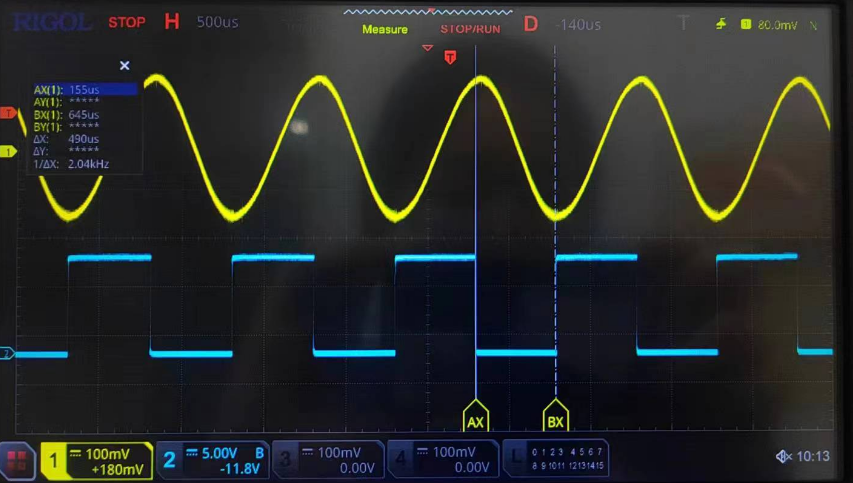 RIGOL STOP H 500us Measure STOP/RUN D -140us T 1 80.0mV N
T
AX(1): 155us
AY(1): *****
BX(1): 645us
BY(1): *****
ΔX: 490us
ΔY: *****
1/ΔX: 2.04kHz
T
1
2
AX BX
1 100mV +180mV
2 5.00V B -11.8V
3 100mV 0.00V
4 100mV 0.00V
L 0 1 2 3 4 5 6 7
8 9 10 11 12 13 14 15
10:13